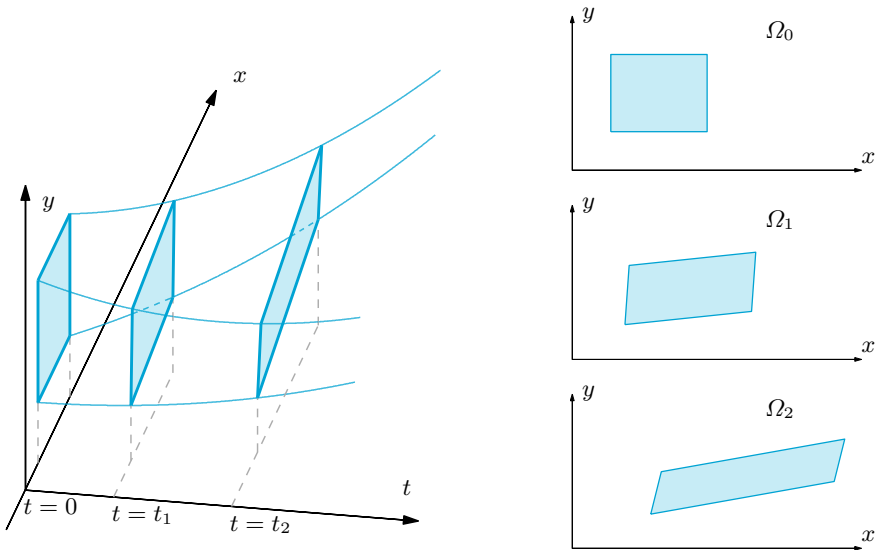 x
y
t
t = 0
t = t₁
t = t₂
y
Ω₀
x
y
Ω₁
x
y
Ω₂
x